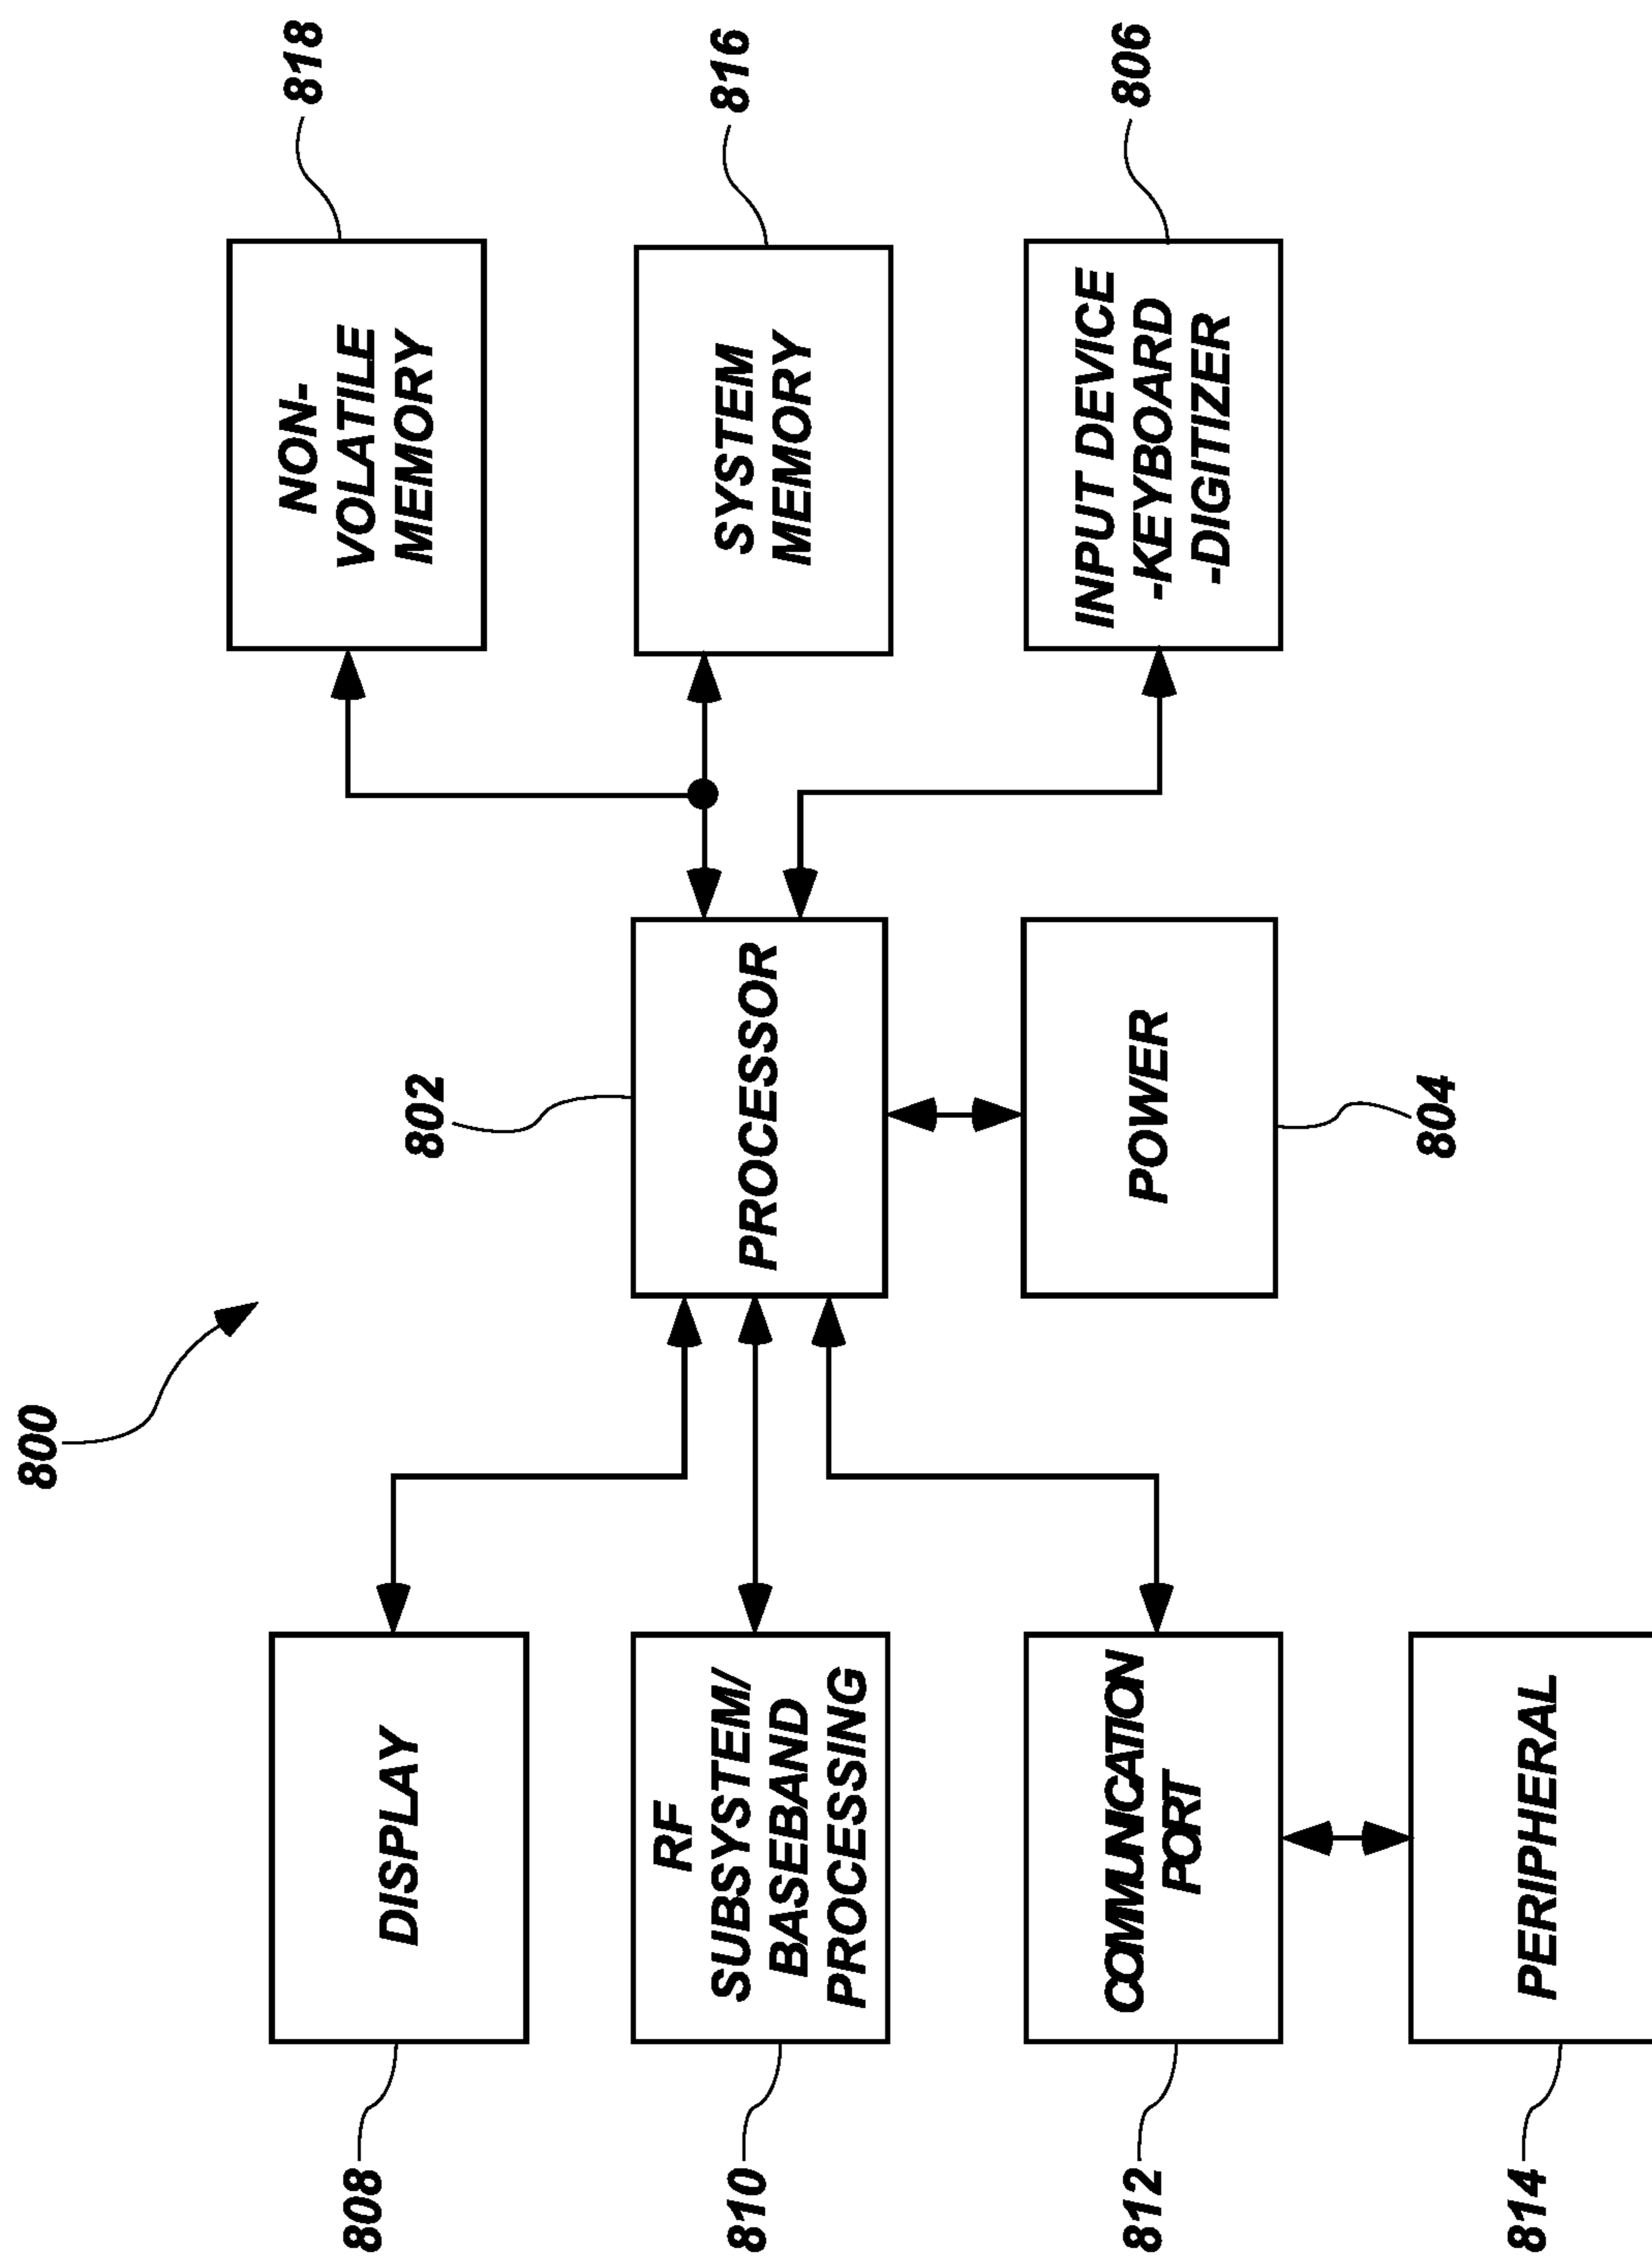 800
808
DISPLAY
810
RF
SUBSYSTEM/
BASEBAND
PROCESSING
812
COMMUNICATION
PORT
814
PERIPHERAL
802
PROCESSOR
POWER
804
NON-
VOLATILE
MEMORY
818
SYSTEM
MEMORY
816
INPUT DEVICE
-KEYBOARD
-DIGITIZER
806